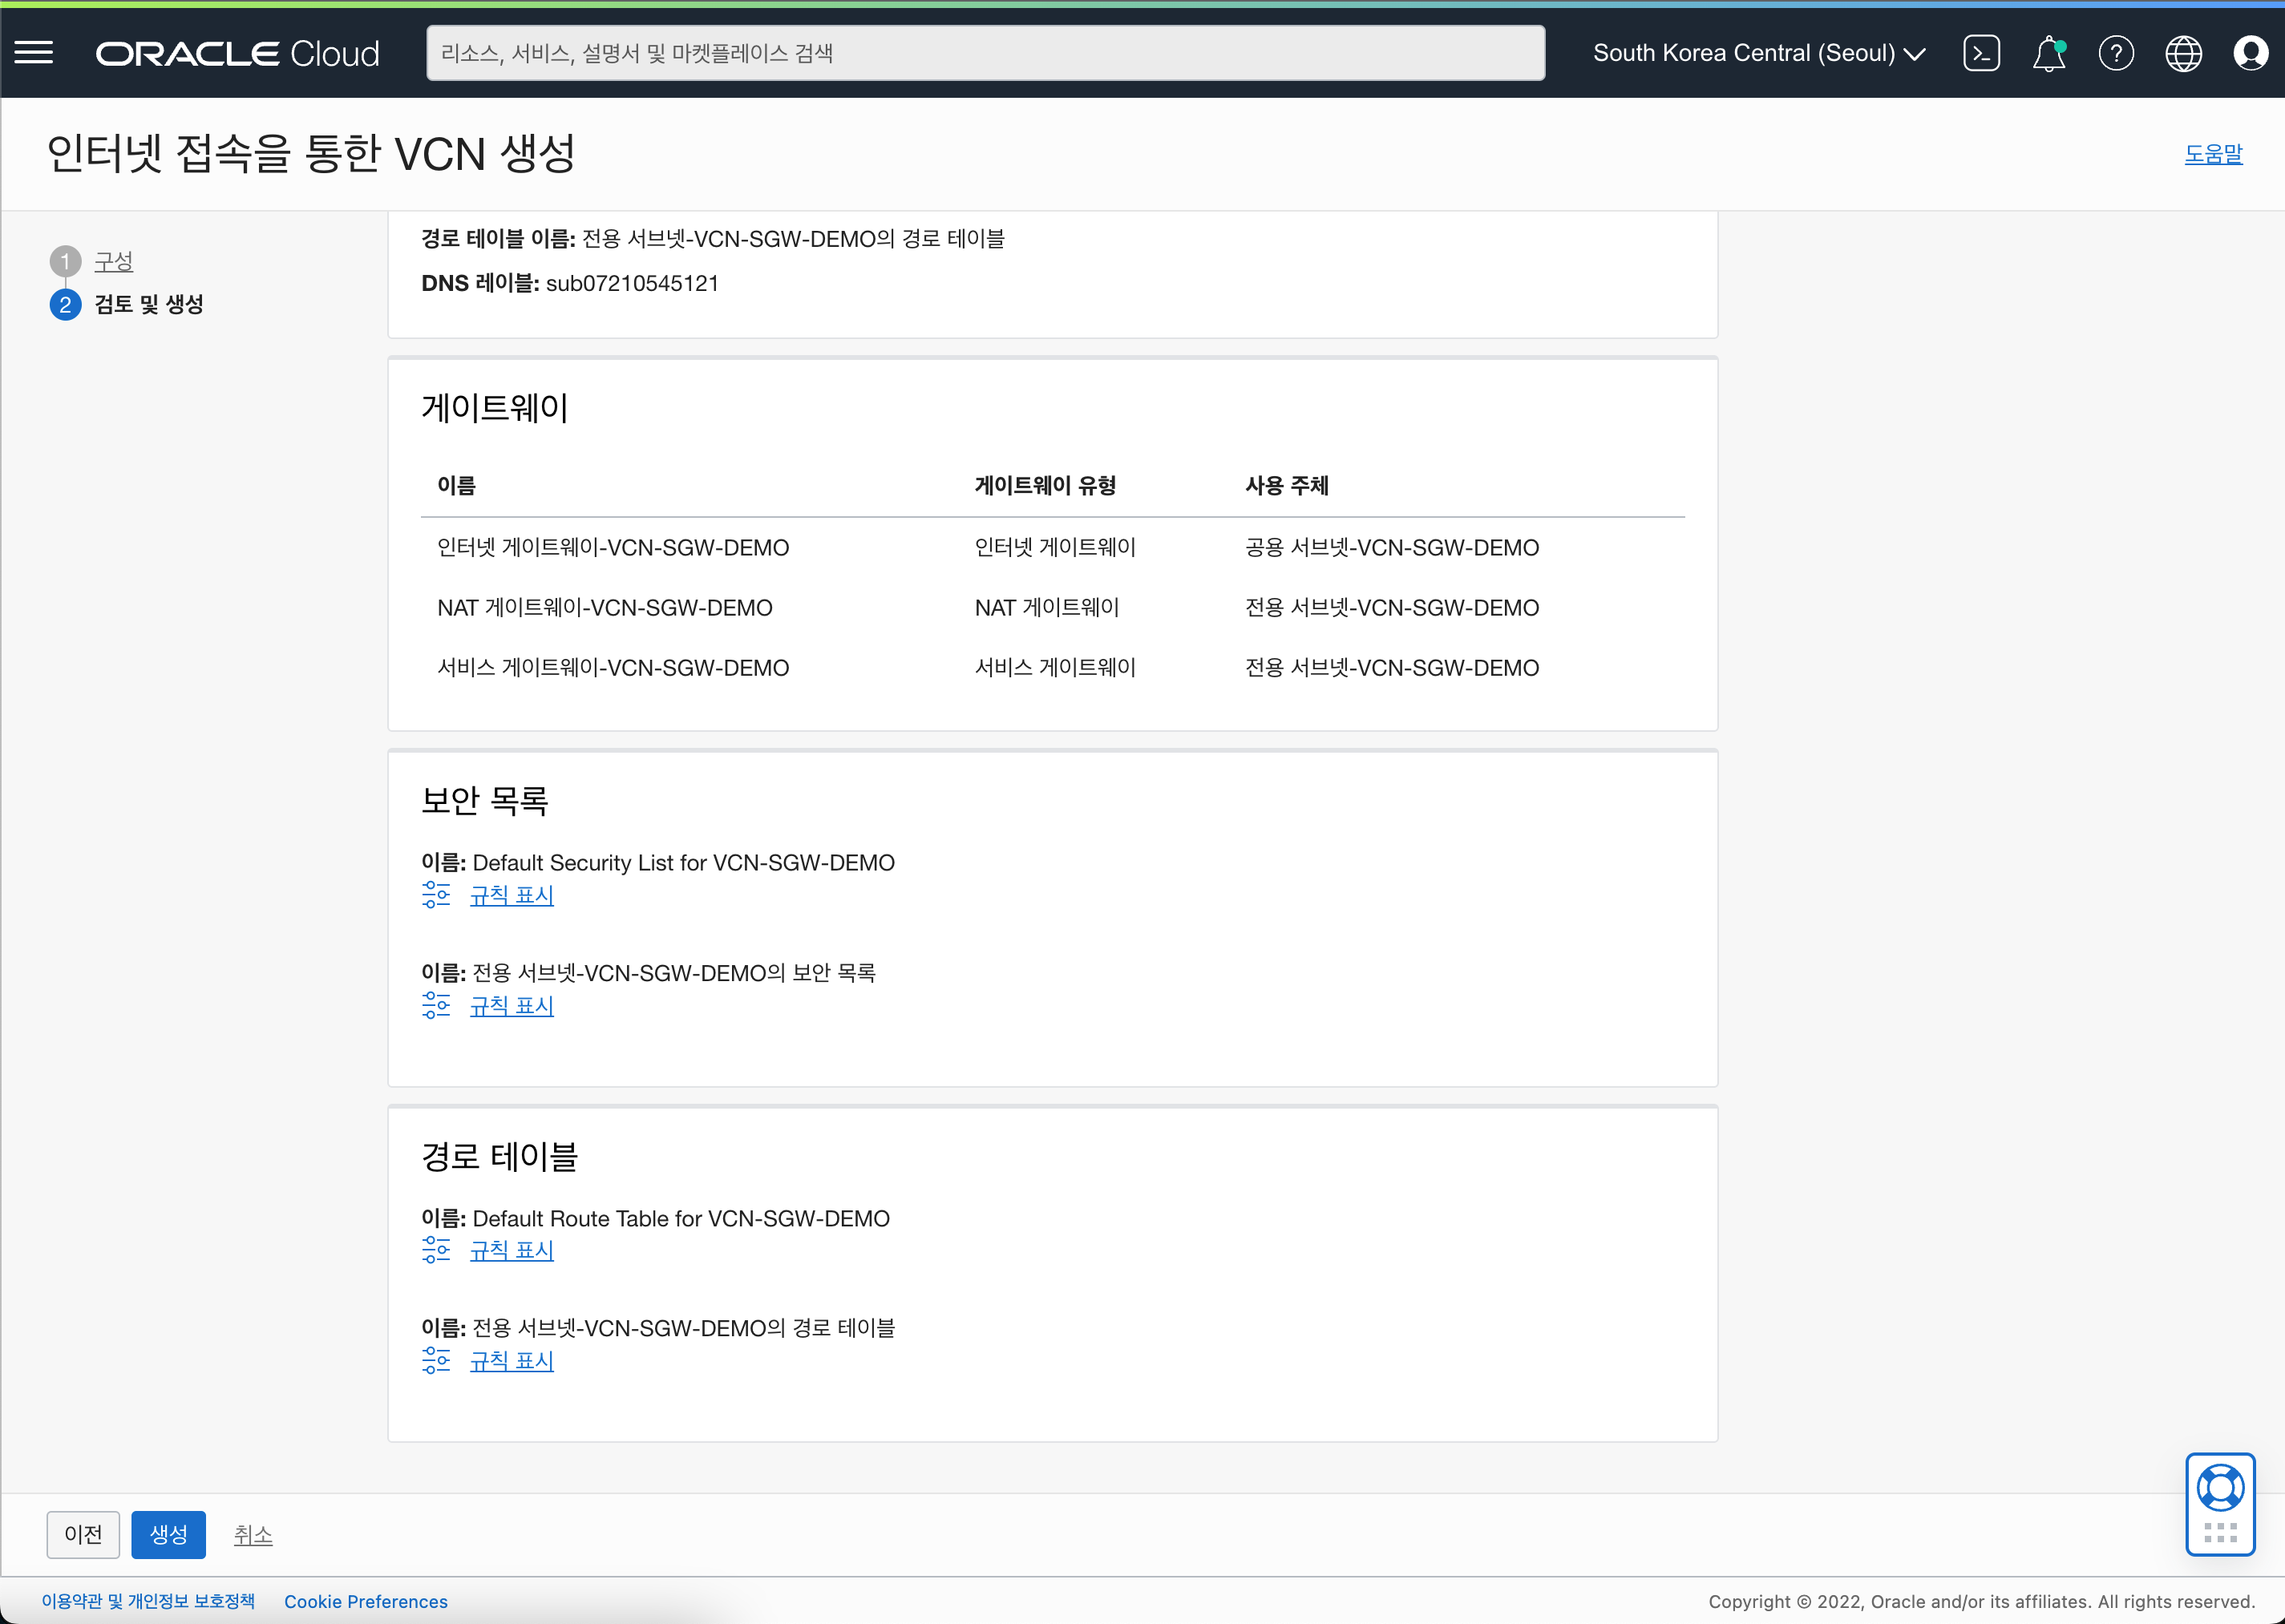 ORACLE Cloud
리소스, 서비스, 설명서 및 마켓플레이스 검색
South Korea Central (Seoul)
인터넷 접속을 통한 VCN 생성
도움말
1 구성
2 검토 및 생성
경로 테이블 이름: 전용 서브넷-VCN-SGW-DEMO의 경로 테이블
DNS 레이블: sub07210545121
게이트웨이
이름 게이트웨이 유형 사용 주체
인터넷 게이트웨이-VCN-SGW-DEMO 인터넷 게이트웨이 공용 서브넷-VCN-SGW-DEMO
NAT 게이트웨이-VCN-SGW-DEMO NAT 게이트웨이 전용 서브넷-VCN-SGW-DEMO
서비스 게이트웨이-VCN-SGW-DEMO 서비스 게이트웨이 전용 서브넷-VCN-SGW-DEMO
보안 목록
이름: Default Security List for VCN-SGW-DEMO
규칙 표시
이름: 전용 서브넷-VCN-SGW-DEMO의 보안 목록
규칙 표시
경로 테이블
이름: Default Route Table for VCN-SGW-DEMO
규칙 표시
이름: 전용 서브넷-VCN-SGW-DEMO의 경로 테이블
규칙 표시
이전 생성 취소
이용약관 및 개인정보 보호정책 Cookie Preferences
Copyright © 2022, Oracle and/or its affiliates. All rights reserved.